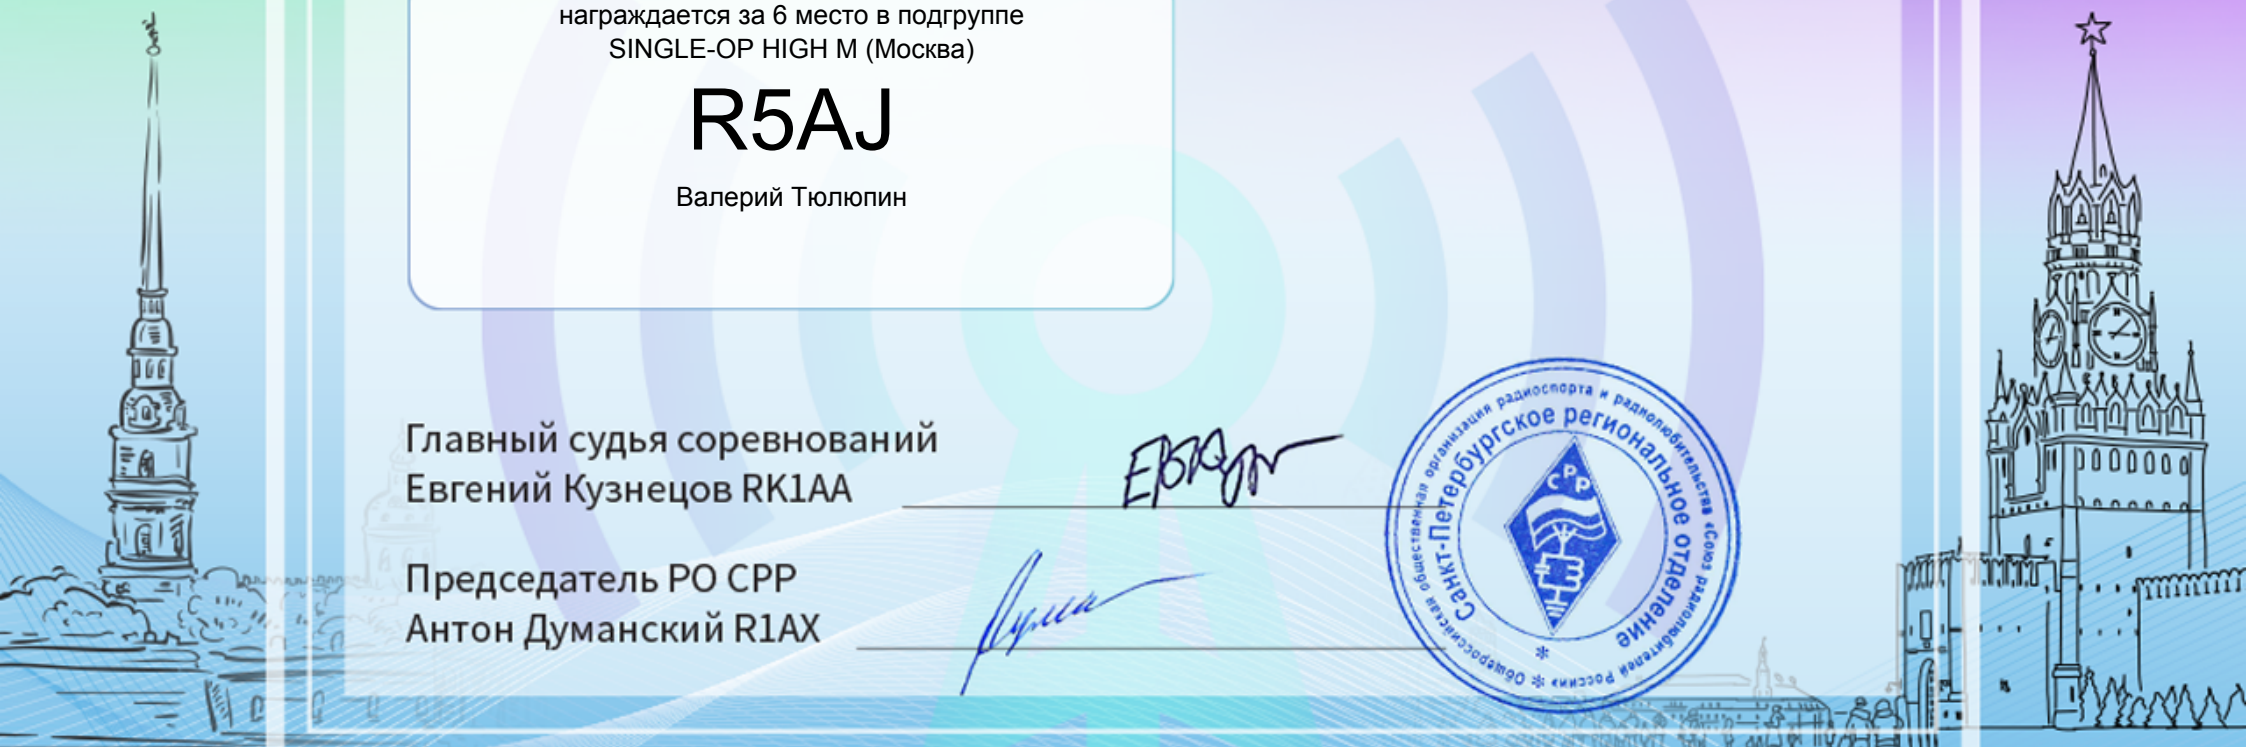 награждается за 6 место в подгруппе
SINGLE-OP HIGH M (Москва)
R5AJ
Валерий Тюлюпин
Главный судья соревнований
Евгений Кузнецов RK1AA
Председатель РО СРР
Антон Думанский R1AX
Общероссийская общественная организация радиоспорта и радиолюбительства «Союз радиолюбителей России»
Санкт-Петербургское региональное отделение
СРР